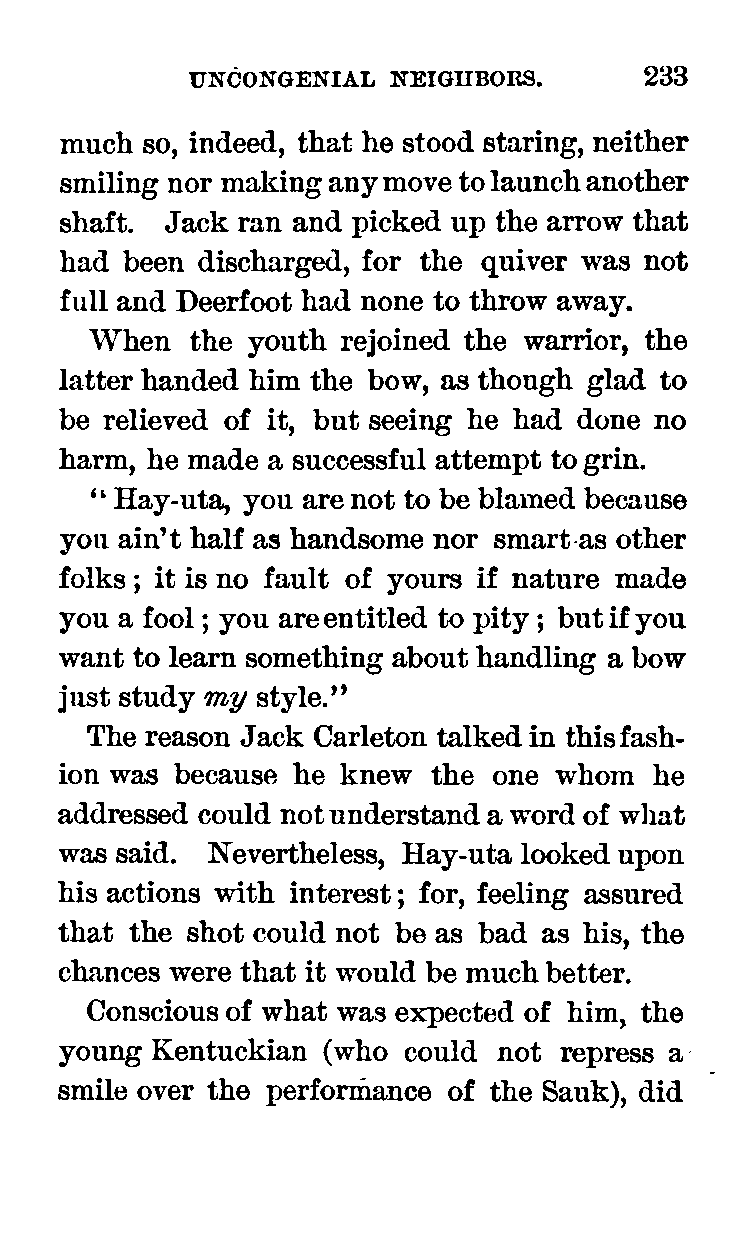 UNCONGENIAL NEIGHBORS. 233
much so, indeed, that he stood staring, neither
smiling nor making any move to launch another
shaft. Jack ran and picked up the arrow that
had been discharged, for the quiver was not
full and Deerfoot had none to throw away.
When the youth rejoined the warrior, the
latter handed him the bow, as though glad to
be relieved of it, but seeing he had done no
harm, he made a successful attempt to grin.
"Hay-uta, you are not to be blamed because
you ain't half as handsome nor smart as other
folks; it is no fault of yours if nature made
you a fool; you are entitled to pity; but if you
want to learn something about handling a bow
just study my style."
The reason Jack Carleton talked in this fash-
ion was because he knew the one whom he
addressed could not understand a word of what
was said. Nevertheless, Hay-uta looked upon
his actions with interest; for, feeling assured
that the shot could not be as bad as his, the
chances were that it would be much better.
Conscious of what was expected of him, the
young Kentuckian (who could not repress a
smile over the performance of the Sauk), did